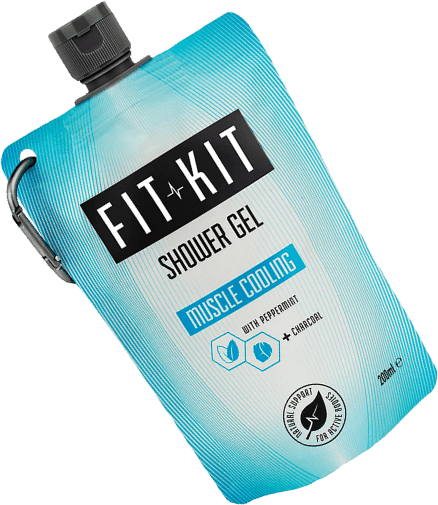 FIT KIT
SHOWER GEL
MUSCLE COOLING
WITH PEPPERMINT
+ CHARCOAL
NATURAL SUPPORT
FOR ACTIVE BODIES
200ml ℮